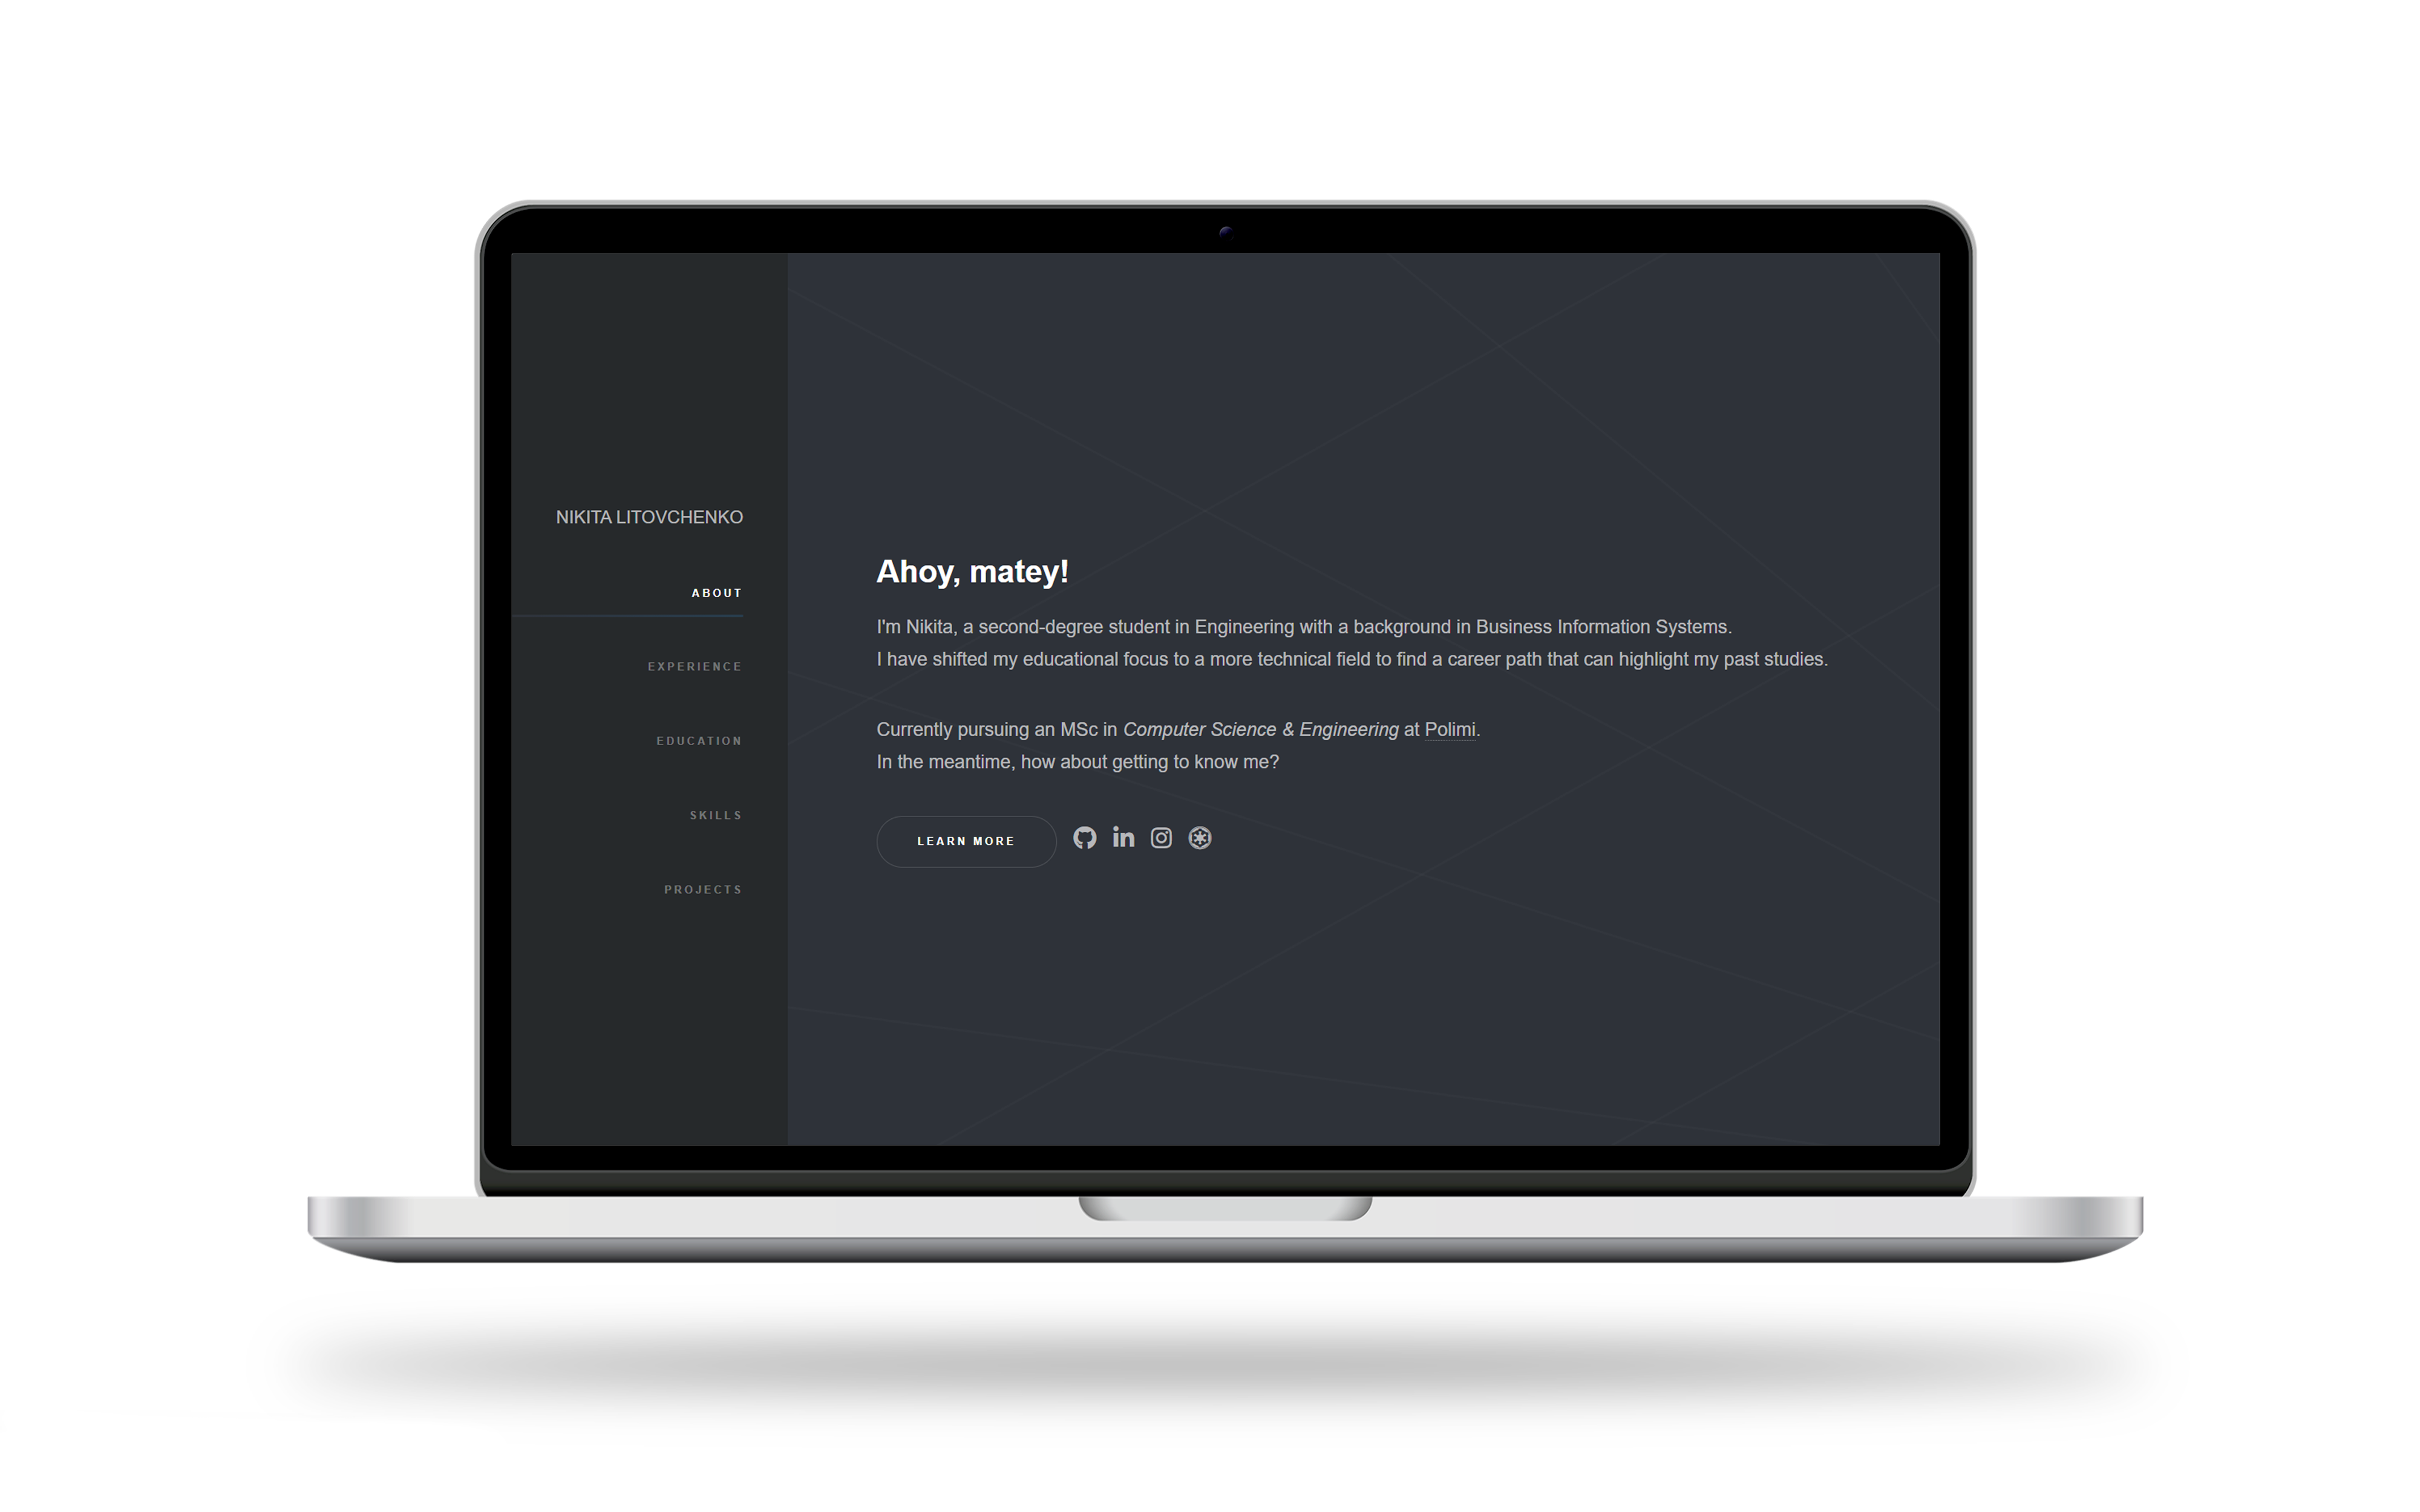 NIKITA LITOVCHENKO
ABOUT
EXPERIENCE
EDUCATION
SKILLS
PROJECTS
Ahoy, matey!
I'm Nikita, a second-degree student in Engineering with a background in Business Information Systems.
I have shifted my educational focus to a more technical field to find a career path that can highlight my past studies.
Currently pursuing an MSc in Computer Science & Engineering at Polimi.
In the meantime, how about getting to know me?
LEARN MORE
in